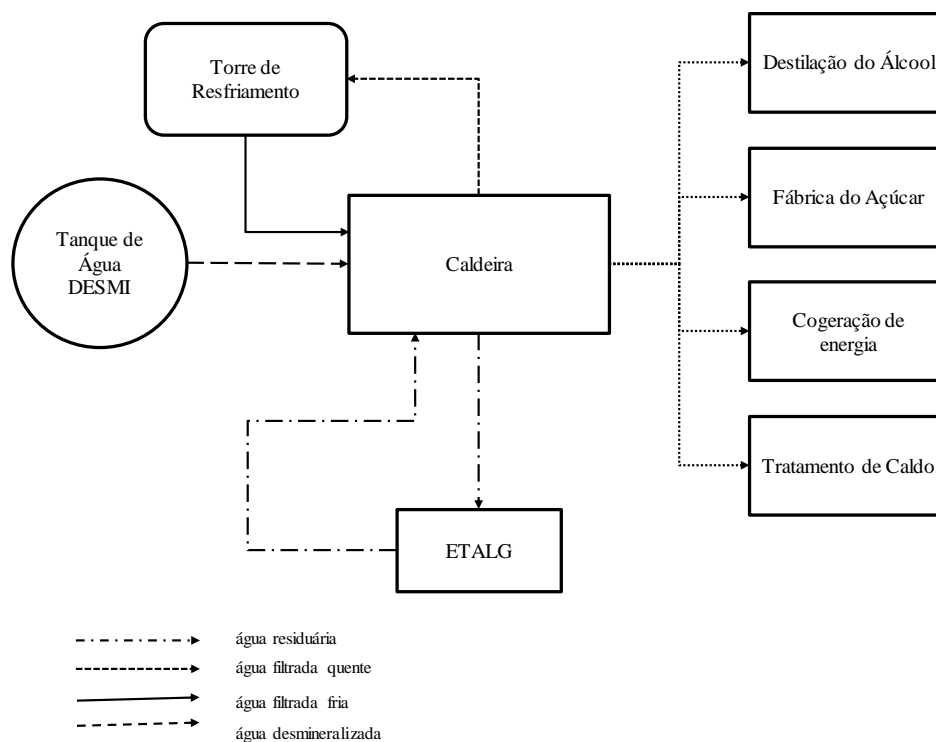 Torre de
Resfriamento
Destilação do Álcool
Fábrica do Açúcar
Tanque de
Água
DESMI
Caldeira
Cogeração de
energia
Tratamento de Caldo
ETALG
água residuária
água filtrada quente
água filtrada fria
água desmineralizada